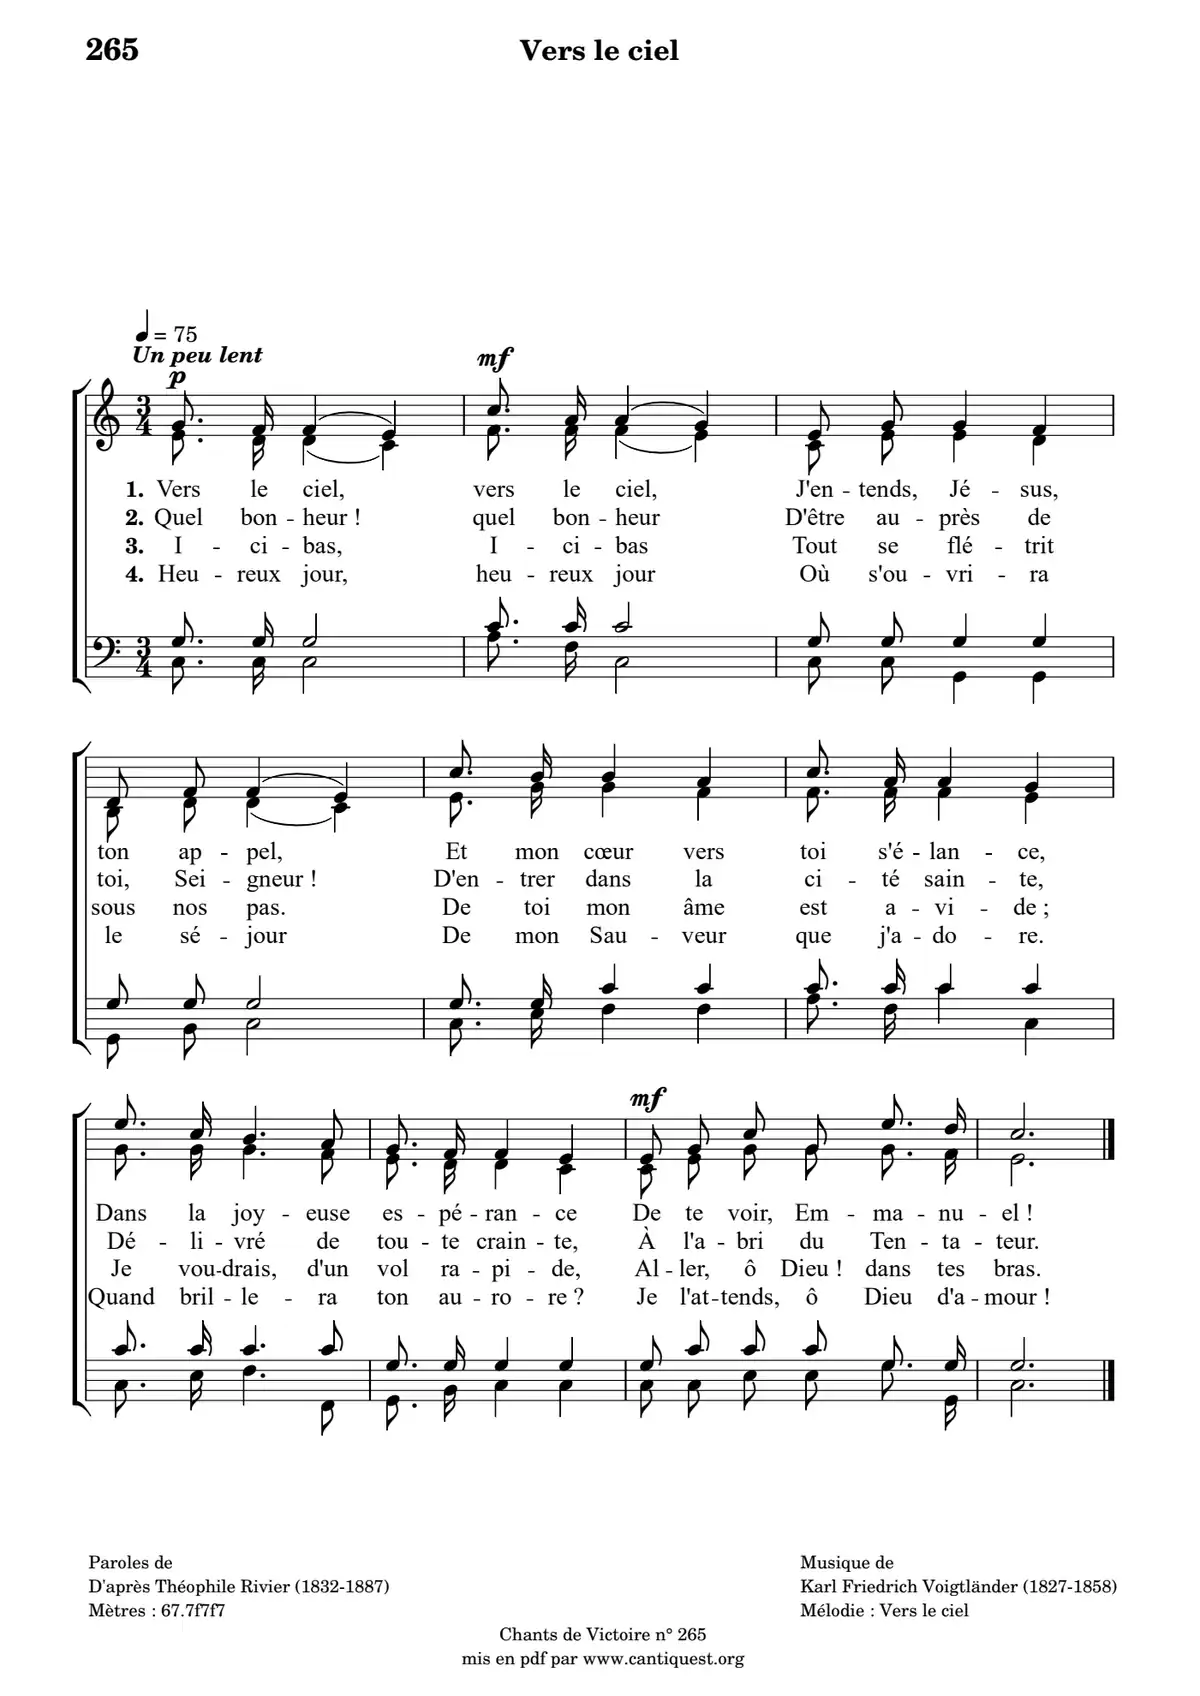 265
Vers le ciel
= 75
Un peu lent
p
mf
1. Vers le ciel, vers le ciel, J'en - tends, Jé - sus,
2. Quel bon - heur ! quel bon - heur D'être au - près de
3. I - ci - bas, I - ci - bas Tout se flé - trit
4. Heu - reux jour, heu - reux jour Où s'ou - vri - ra
ton ap - pel, Et mon cœur vers toi s'é - lan - ce,
toi, Sei - gneur ! D'en - trer dans la ci - té sain - te,
sous nos pas. De toi mon âme est a - vi - de ;
le sé - jour De mon Sau - veur que j'a - do - re.
mf
Dans la joy - euse es - pé - ran - ce De te voir, Em - ma - nu - el !
Dé - li - vré de tou - te crain - te, À l'a - bri du Ten - ta - teur.
Je vou - drais, d'un vol ra - pi - de, Al - ler, ô Dieu ! dans tes bras.
Quand bril - le - ra ton au - ro - re ? Je l'at - tends, ô Dieu d'a - mour !
Paroles de
D'après Théophile Rivier (1832-1887)
Mètres : 67.7f7f7
Musique de
Karl Friedrich Voigtländer (1827-1858)
Mélodie : Vers le ciel
Chants de Victoire n° 265
mis en pdf par www.cantiquest.org